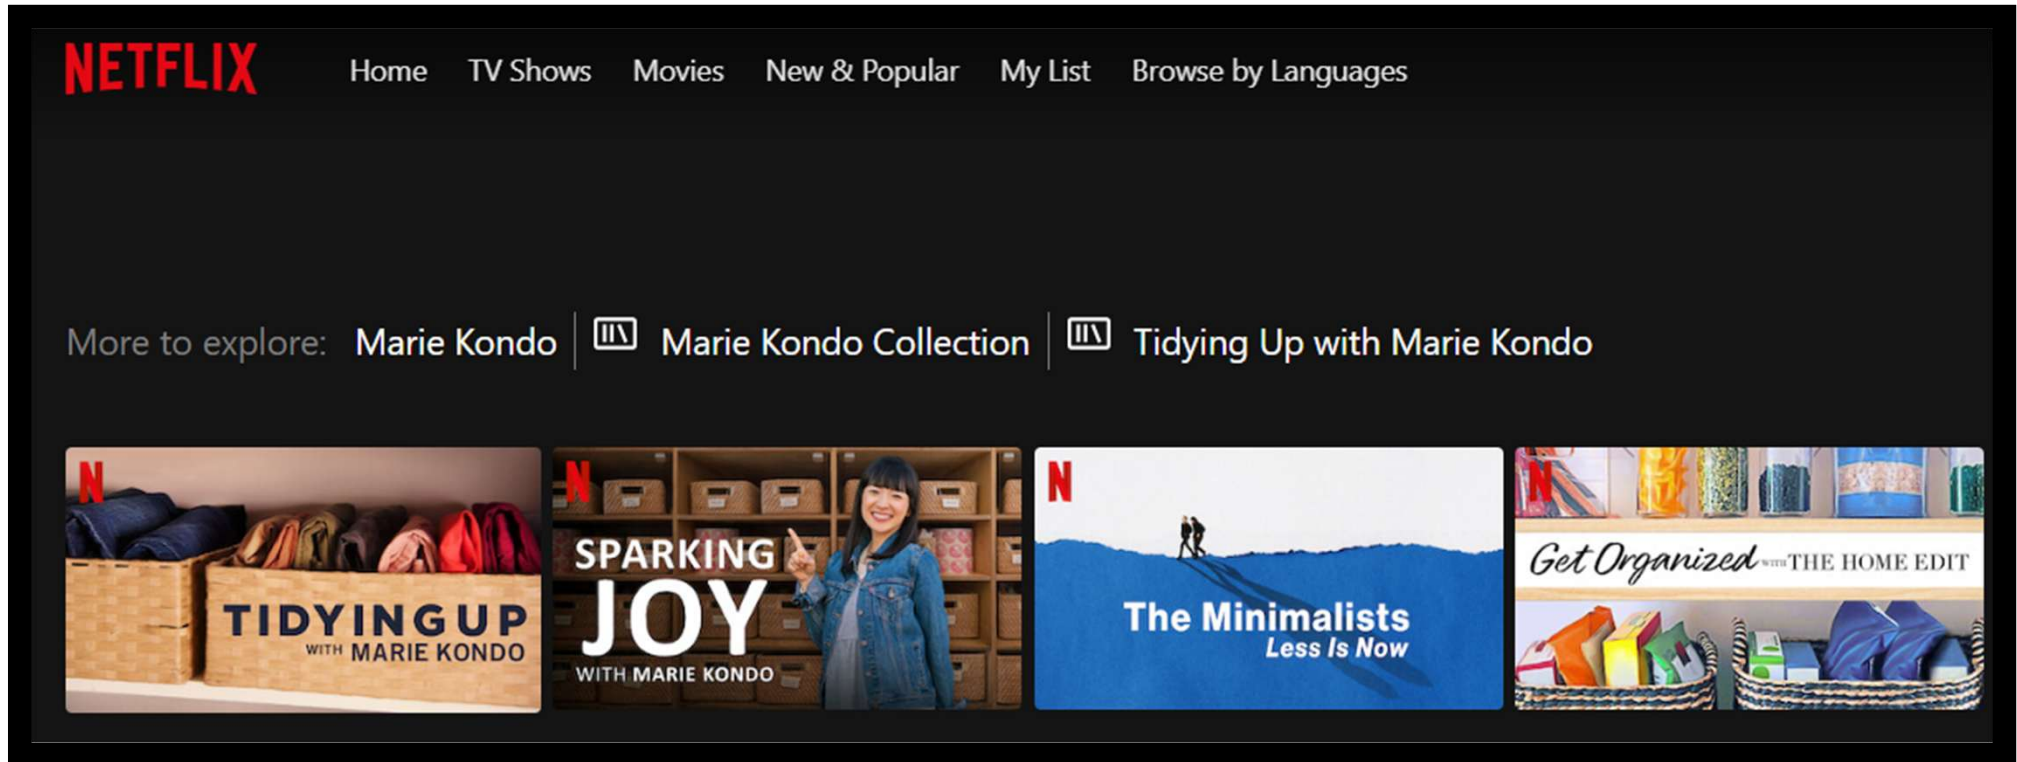 NETFLIX Home TV Shows Movies New & Popular My List Browse by Languages
More to explore: Marie Kondo Marie Kondo Collection Tidying Up with Marie Kondo
N
TIDYING UP
WITH MARIE KONDO
N
SPARKING
JOY
WITH MARIE KONDO
N
The Minimalists
Less Is Now
N
Get Organized WITH THE HOME EDIT